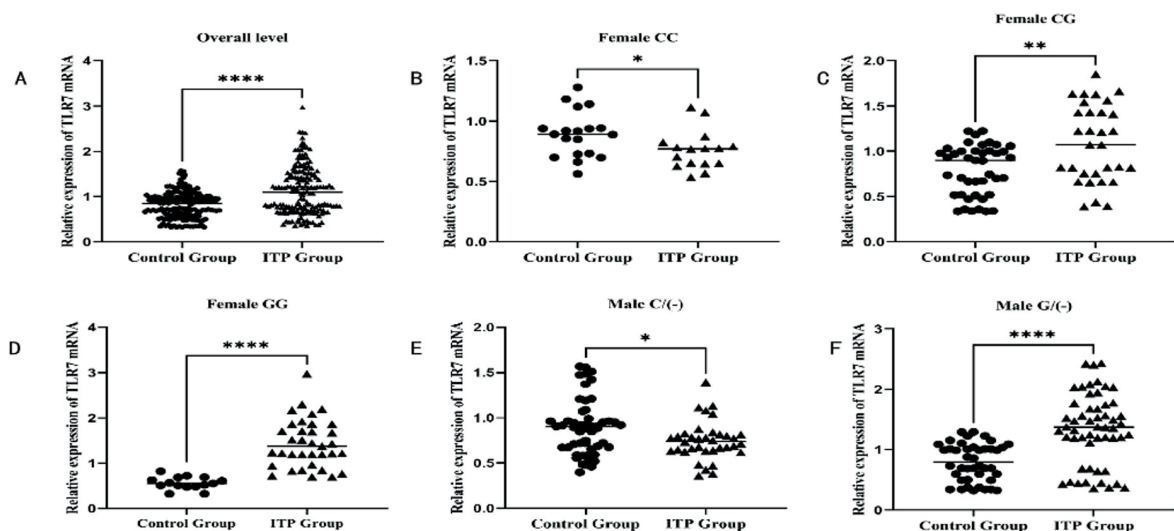 A
Overall level
Relative expression of TLR7 mRNA
4
3
2
1
0
****
Control Group
ITP Group
B
Female CC
Relative expression of TLR7 mRNA
1.5
1.0
0.5
0.0
*
Control Group
ITP Group
C
Female CG
Relative expression of TLR7 mRNA
2.0
1.5
1.0
0.5
0.0
**
Control Group
ITP Group
D
Female GG
Relative expression of TLR7 mRNA
4
3
2
1
0
****
Control Group
ITP Group
E
Male C/(-)
Relative expression of TLR7 mRNA
2.0
1.5
1.0
0.5
0.0
*
Control Group
ITP Group
F
Male G/(-)
Relative expression of TLR7 mRNA
3
2
1
0
****
Control Group
ITP Group